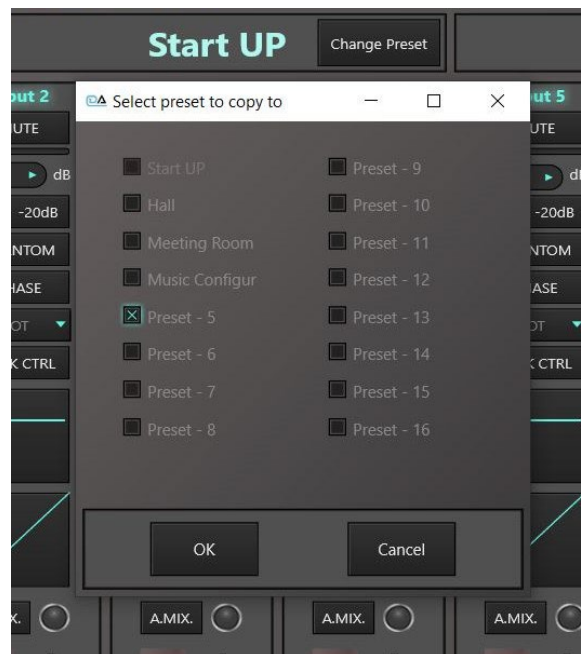 Start UP
Change Preset
Select preset to copy to
Start UP
Hall
Meeting Room
Music Configur
Preset - 5
Preset - 6
Preset - 7
Preset - 8
Preset - 9
Preset - 10
Preset - 11
Preset - 12
Preset - 13
Preset - 14
Preset - 15
Preset - 16
OK
Cancel
put 2
UTE
dB
-20dB
NTOM
HASE
OT
K CTRL
X.
A.MIX.
A.MIX.
ut 5
UTE
dB
-20dB
NTOM
ASE
OT
K CTRL
A.MIX.